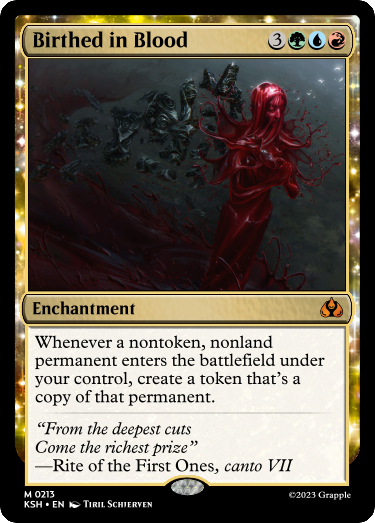 Birthed in Blood 3
Enchantment
Whenever a nontoken, nonland
permanent enters the battlefield under
your control, create a token that's a
copy of that permanent.
“From the deepest cuts
Come the richest prize”
—Rite of the First Ones, canto VII
M 0213
KSH • EN Tiril Schjerven
©2023 Grapple